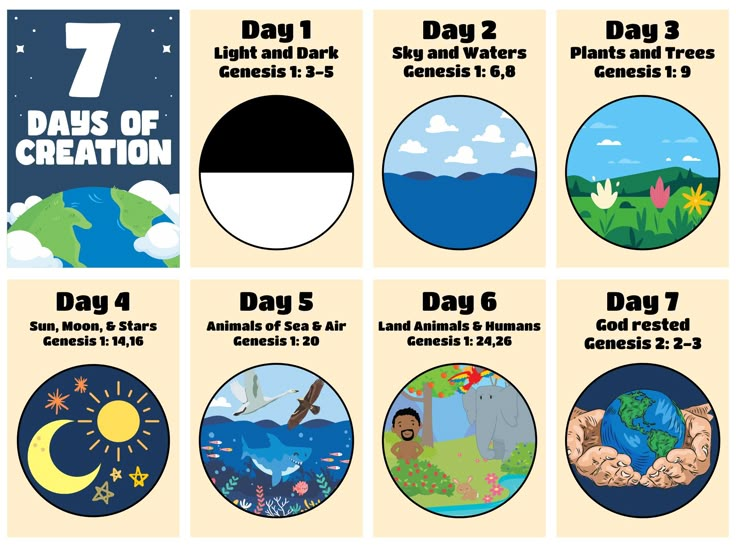 7
DAYS OF
CREATION
Day 1
Light and Dark
Genesis 1: 3-5
Day 2
Sky and Waters
Genesis 1: 6,8
Day 3
Plants and Trees
Genesis 1: 9
Day 4
Sun, Moon, & Stars
Genesis 1: 14,16
Day 5
Animals of Sea & Air
Genesis 1: 20
Day 6
Land Animals & Humans
Genesis 1: 24,26
Day 7
God rested
Genesis 2: 2-3